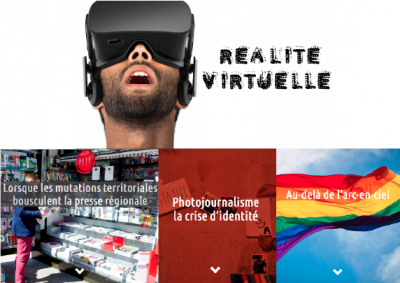 REALITE
VIRTUELLE
Lorsque les mutations territoriales
bousculent la presse régionale
Photojournalisme
la crise d'identité
Au-delà de l'arc-en-ciel